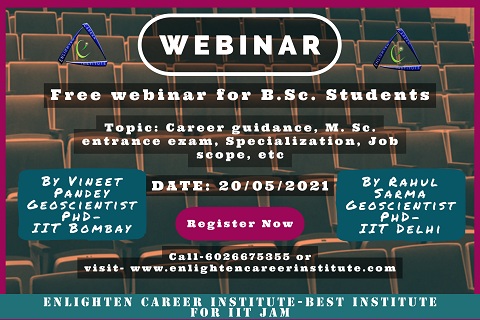 WEBINAR
Free webinar for B.Sc. Students
Topic: Career guidance, M. Sc.
entrance exam, Specialization, Job
scope, etc
By Vineet
Pandey
Geoscientist
PhD-
IIT Bombay
DATE: 20/05/2021
Register Now
By Rahul
Sarma
Geoscientist
PhD-
IIT Delhi
Call-6026675355 or
visit- www.enlightencareerinstitute.com
ENLIGHTEN CAREER INSTITUTE-BEST INSTITUTE
FOR IIT JAM